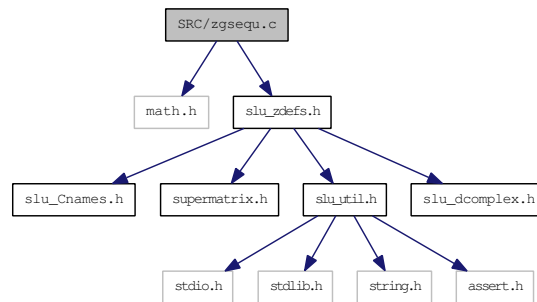 SRC/zgsequ.c
math.h
slu_zdefs.h
slu_Cnames.h
supermatrix.h
slu_util.h
slu_dcomplex.h
stdio.h
stdlib.h
string.h
assert.h